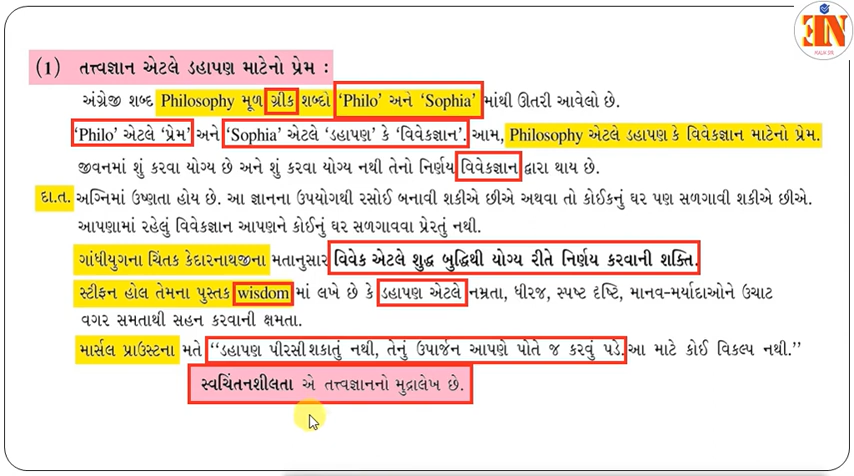 EIN
(1) તત્ત્વજ્ઞાન એટલે ડહાપણ માટેનો પ્રેમ :
અંગ્રેજી શબ્દ Philosophy મૂળ ગ્રીક શબ્દો ‘Philo’ અને ‘Sophia’ માંથી ઊતરી આવેલો છે.
‘Philo’ એટલે ‘પ્રેમ’ અને ‘Sophia’ એટલે ‘ડહાપણ’ કે ‘વિવેકજ્ઞાન’. આમ, Philosophy એટલે ડહાપણ કે વિવેકજ્ઞાન માટેનો પ્રેમ.
જીવનમાં શું કરવા યોગ્ય છે અને શું કરવા યોગ્ય નથી તેનો નિર્ણય વિવેકજ્ઞાન દ્વારા થાય છે.
દા.ત. અગ્નિમાં ઉષ્ણતા હોય છે. આ જ્ઞાનના ઉપયોગથી રસોઈ બનાવી શકીએ છીએ અથવા તો કોઈકનું ઘર પણ સળગાવી શકીએ છીએ.
આપણામાં રહેલું વિવેકજ્ઞાન આપણને કોઈનું ઘર સળગાવવા પ્રેરતું નથી.
ગાંધીયુગના ચિંતક કેદારનાથજીના મતાનુસાર વિવેક એટલે શુદ્ધ બુદ્ધિથી યોગ્ય રીતે નિર્ણય કરવાની શક્તિ.
સ્ટીફન હોલ તેમના પુસ્તક wisdom માં લખે છે કે ડહાપણ એટલે નમ્રતા, ધીરજ, સ્પષ્ટ દૃષ્ટિ, માનવ-મર્યાદાઓને ઉચાટ
વગર સમતાથી સહન કરવાની ક્ષમતા.
માર્સલ પ્રાઉસ્ટના મતે ‘‘ડહાપણ પીરસી શકાતું નથી, તેનું ઉપાર્જન આપણે પોતે જ કરવું પડે. આ માટે કોઈ વિકલ્પ નથી.’’
સ્વચિંતનશીલતા એ તત્ત્વજ્ઞાનનો મુદ્રાલેખ છે.